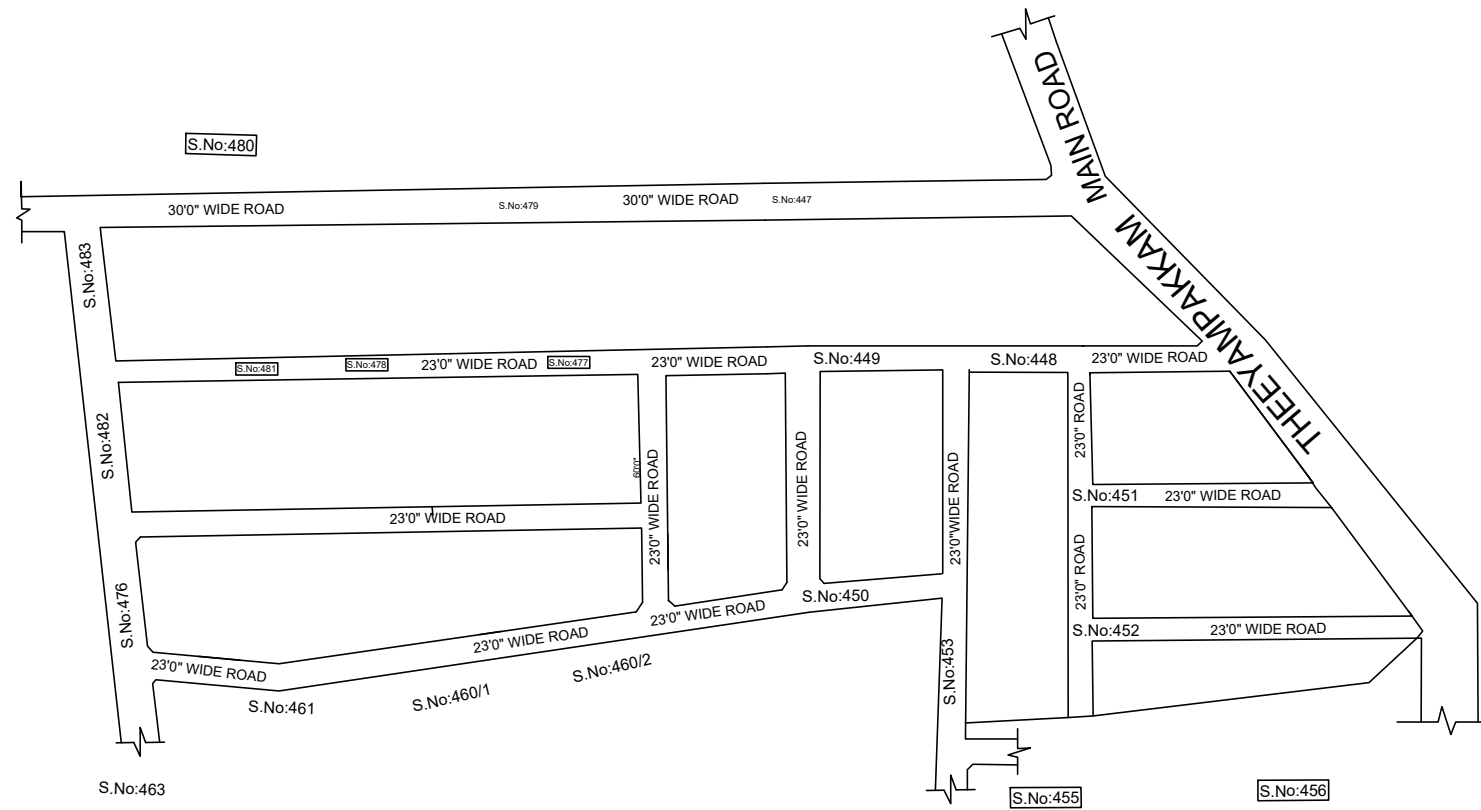 S.No:480
MAIN ROAD
THEEYAMPAKKAM
30'0" WIDE ROAD
S.No:479
30'0" WIDE ROAD
S.No:447
S.No:483
S.No:481
S.No:478
23'0" WIDE ROAD
S.No:477
23'0" WIDE ROAD
S.No:449
S.No:448
23'0" WIDE ROAD
23'0" ROAD
S.No:482
60'0"
23'0" WIDE ROAD
23'0" WIDE ROAD
23'0"WIDE ROAD
S.No:451
23'0" WIDE ROAD
23'0" WIDE ROAD
23'0" ROAD
S.No:476
S.No:450
23'0" WIDE ROAD
23'0" WIDE ROAD
23'0" WIDE ROAD
S.No:452
23'0" WIDE ROAD
S.No:453
S.No:460/2
S.No:460/1
S.No:461
S.No:463
S.No:455
S.No:456